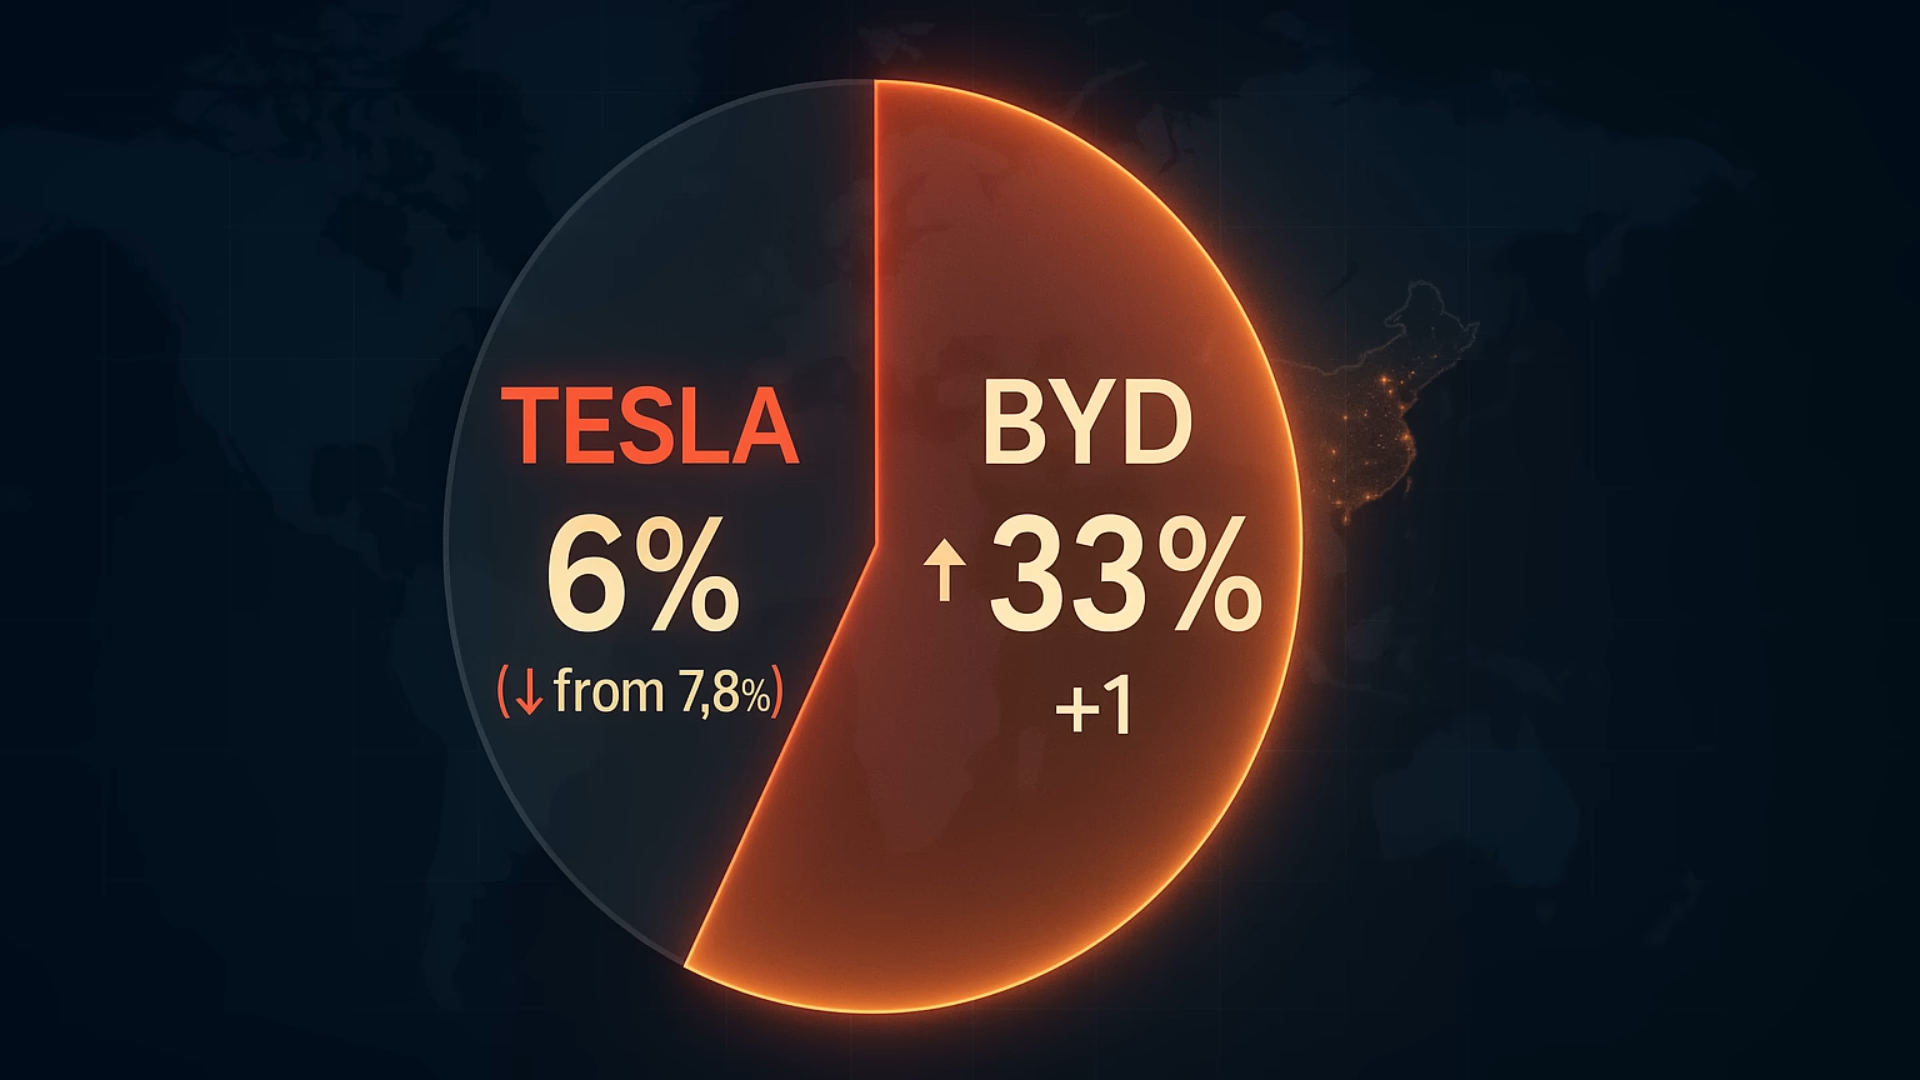 TESLA
6%
(↓ from 7,8%)
BYD
↑ 33%
+1